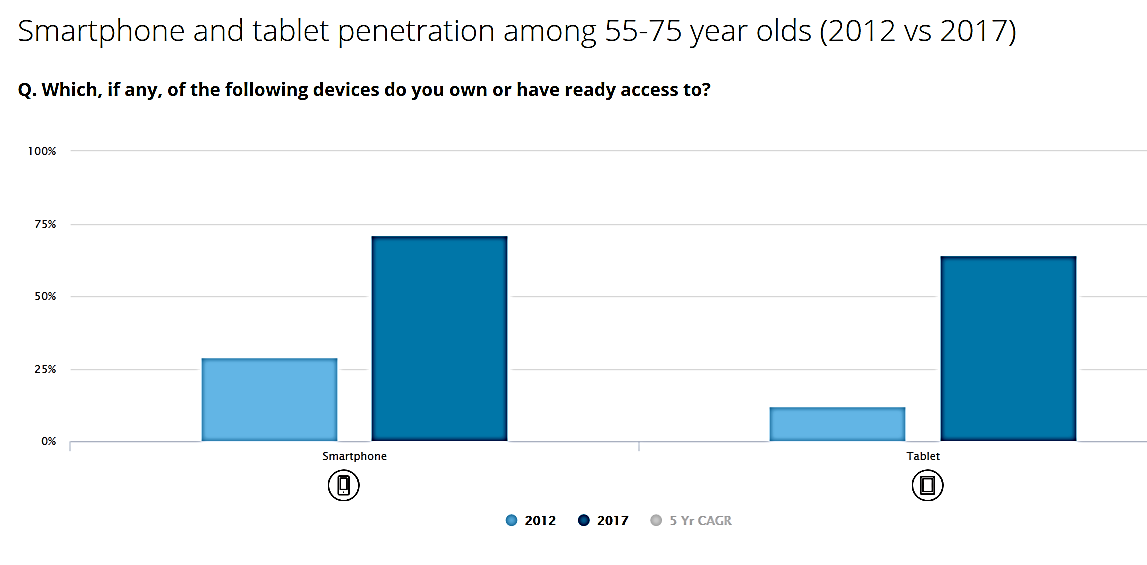 Smartphone and tablet penetration among 55-75 year olds (2012 vs 2017)
Q. Which, if any, of the following devices do you own or have ready access to?
100%
75%
50%
25%
0%
Smartphone
Tablet
2012
2017
5 Yr CAGR